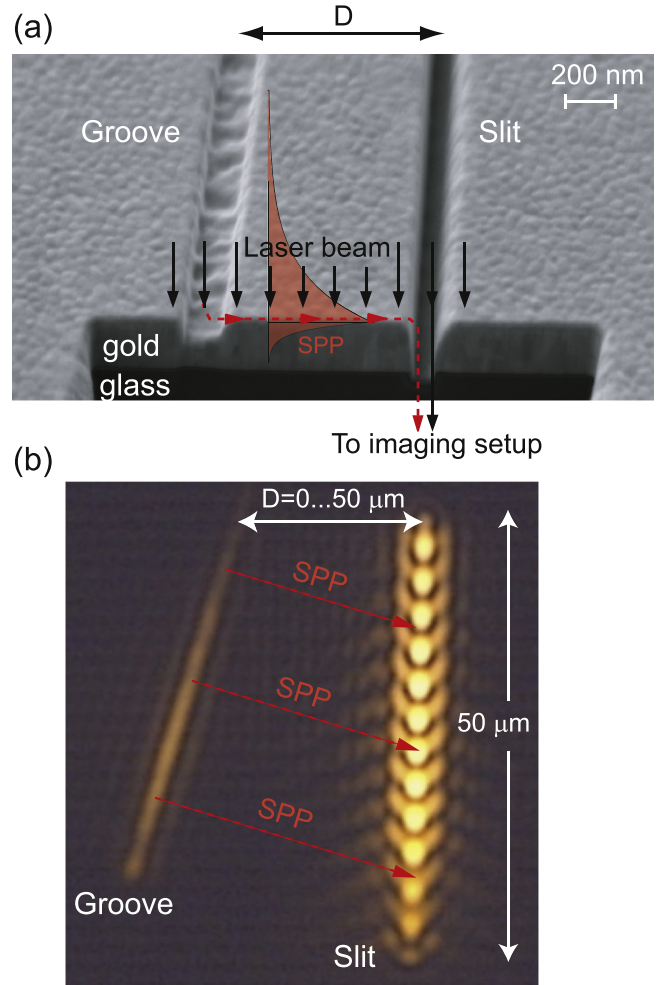 (a)
D
200 nm
Groove
Slit
Laser beam
SPP
gold
glass
To imaging setup
(b)
D=0...50 μm
SPP
SPP
50 μm
SPP
Groove
Slit